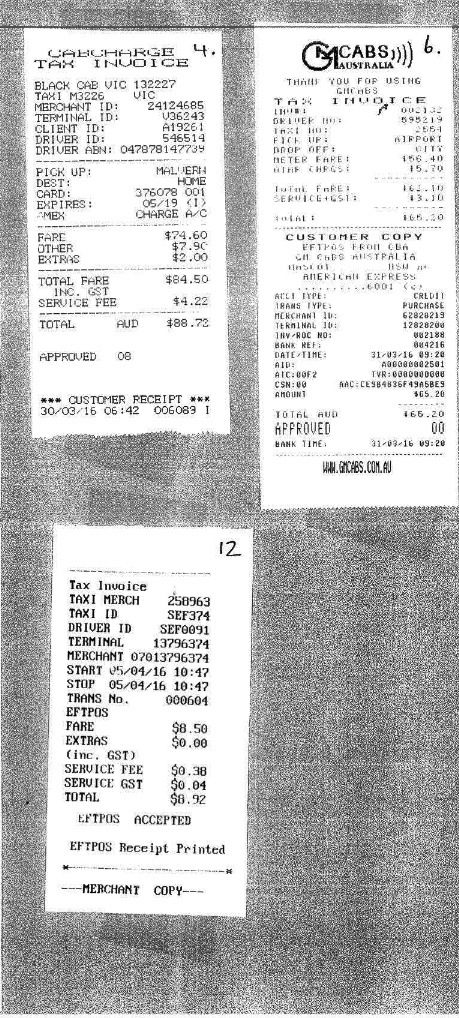 CABCHARGE 4.
TAX INVOICE
BLACK CAB VIC 132227
TAXI M3226 VIC
MERCHANT ID: 24124685
TERMINAL ID: V36243
CLIENT ID: A19261
DRIVER ID: 546514
DRIVER ABN: 047878147739
PICK UP: MALVERN
DEST: HOME
CARD: 376078 001
EXPIRES: 05/19 (I)
AMEX CHARGE A/C
FARE $74.60
OTHER $7.90
EXTRAS $2.00
TOTAL FARE $84.50
INC. GST
SERVICE FEE $4.22
TOTAL AUD $88.72
APPROVED 08
*** CUSTOMER RECEIPT ***
30/03/16 06:42 006089 I
GMCABS))) 6.
AUSTRALIA
THANK YOU FOR USING
GMCABS
TAX INVOICE
INV#: 002132
DRIVER NO:
TAXI NO: 2554
PICK UP: AIRPORT
DROP OFF: CITY
METER FARE: $56.40
OTHR CHRGS: $5.70
TOTAL FARE: $62.10
SERVICE+GST: $3.10
TOTAL: $65.20
CUSTOMER COPY
EFTPOS FROM CBA
GM CABS AUSTRALIA
MASCOT NSW
AMERICAN EXPRESS
...........6001 (c)
ACCT TYPE: CREDIT
TRANS TYPE: PURCHASE
MERCHANT ID: 62820219
TERMINAL ID: 12820200
INV/ROC NO: 002188
BANK REF: 004216
DATE/TIME: 31/03/16 09:20
AID: A00000002501
ATC:00F2 TVR:0000000000
CSN:00 AAC:CE984836F49A6BE9
AMOUNT $65.20
TOTAL AUD $65.20
APPROVED 00
BANK TIME: 31/03/16 09:20
WWW.GMCABS.COM.AU
12
Tax Invoice
TAXI MERCH 258963
TAXI ID SEF374
DRIVER ID SEF0091
TERMINAL 13796374
MERCHANT 07013796374
START 05/04/16 10:47
STOP 05/04/16 10:47
TRANS No. 000604
EFTPOS
FARE $8.50
EXTRAS $0.00
(inc. GST)
SERVICE FEE $0.38
SERVICE GST $0.04
TOTAL $8.92
EFTPOS ACCEPTED
EFTPOS Receipt Printed
*------------------------*
---MERCHANT COPY---